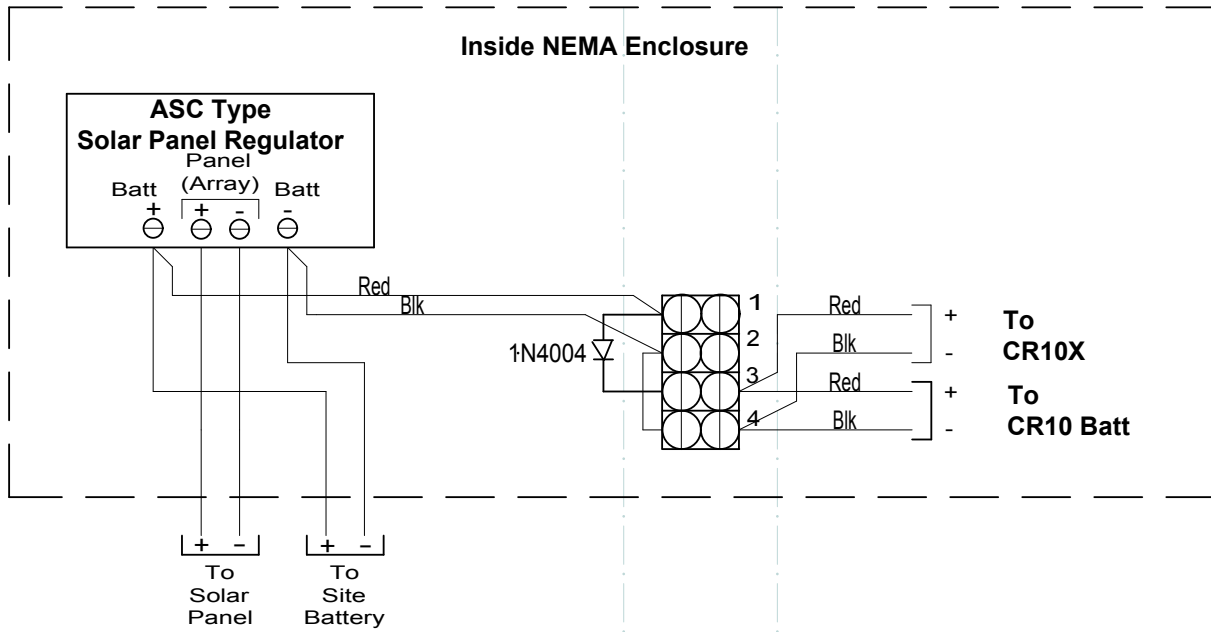 Inside NEMA Enclosure
ASC Type
Solar Panel Regulator
Panel
(Array)
Batt
Batt
+
+
-
-
Red
Blk
1N4004
1
2
3
4
Red
Blk
Red
Blk
+
-
+
-
To
CR10X
To
CR10 Batt
+ -
To
Solar
Panel
+ -
To
Site
Battery